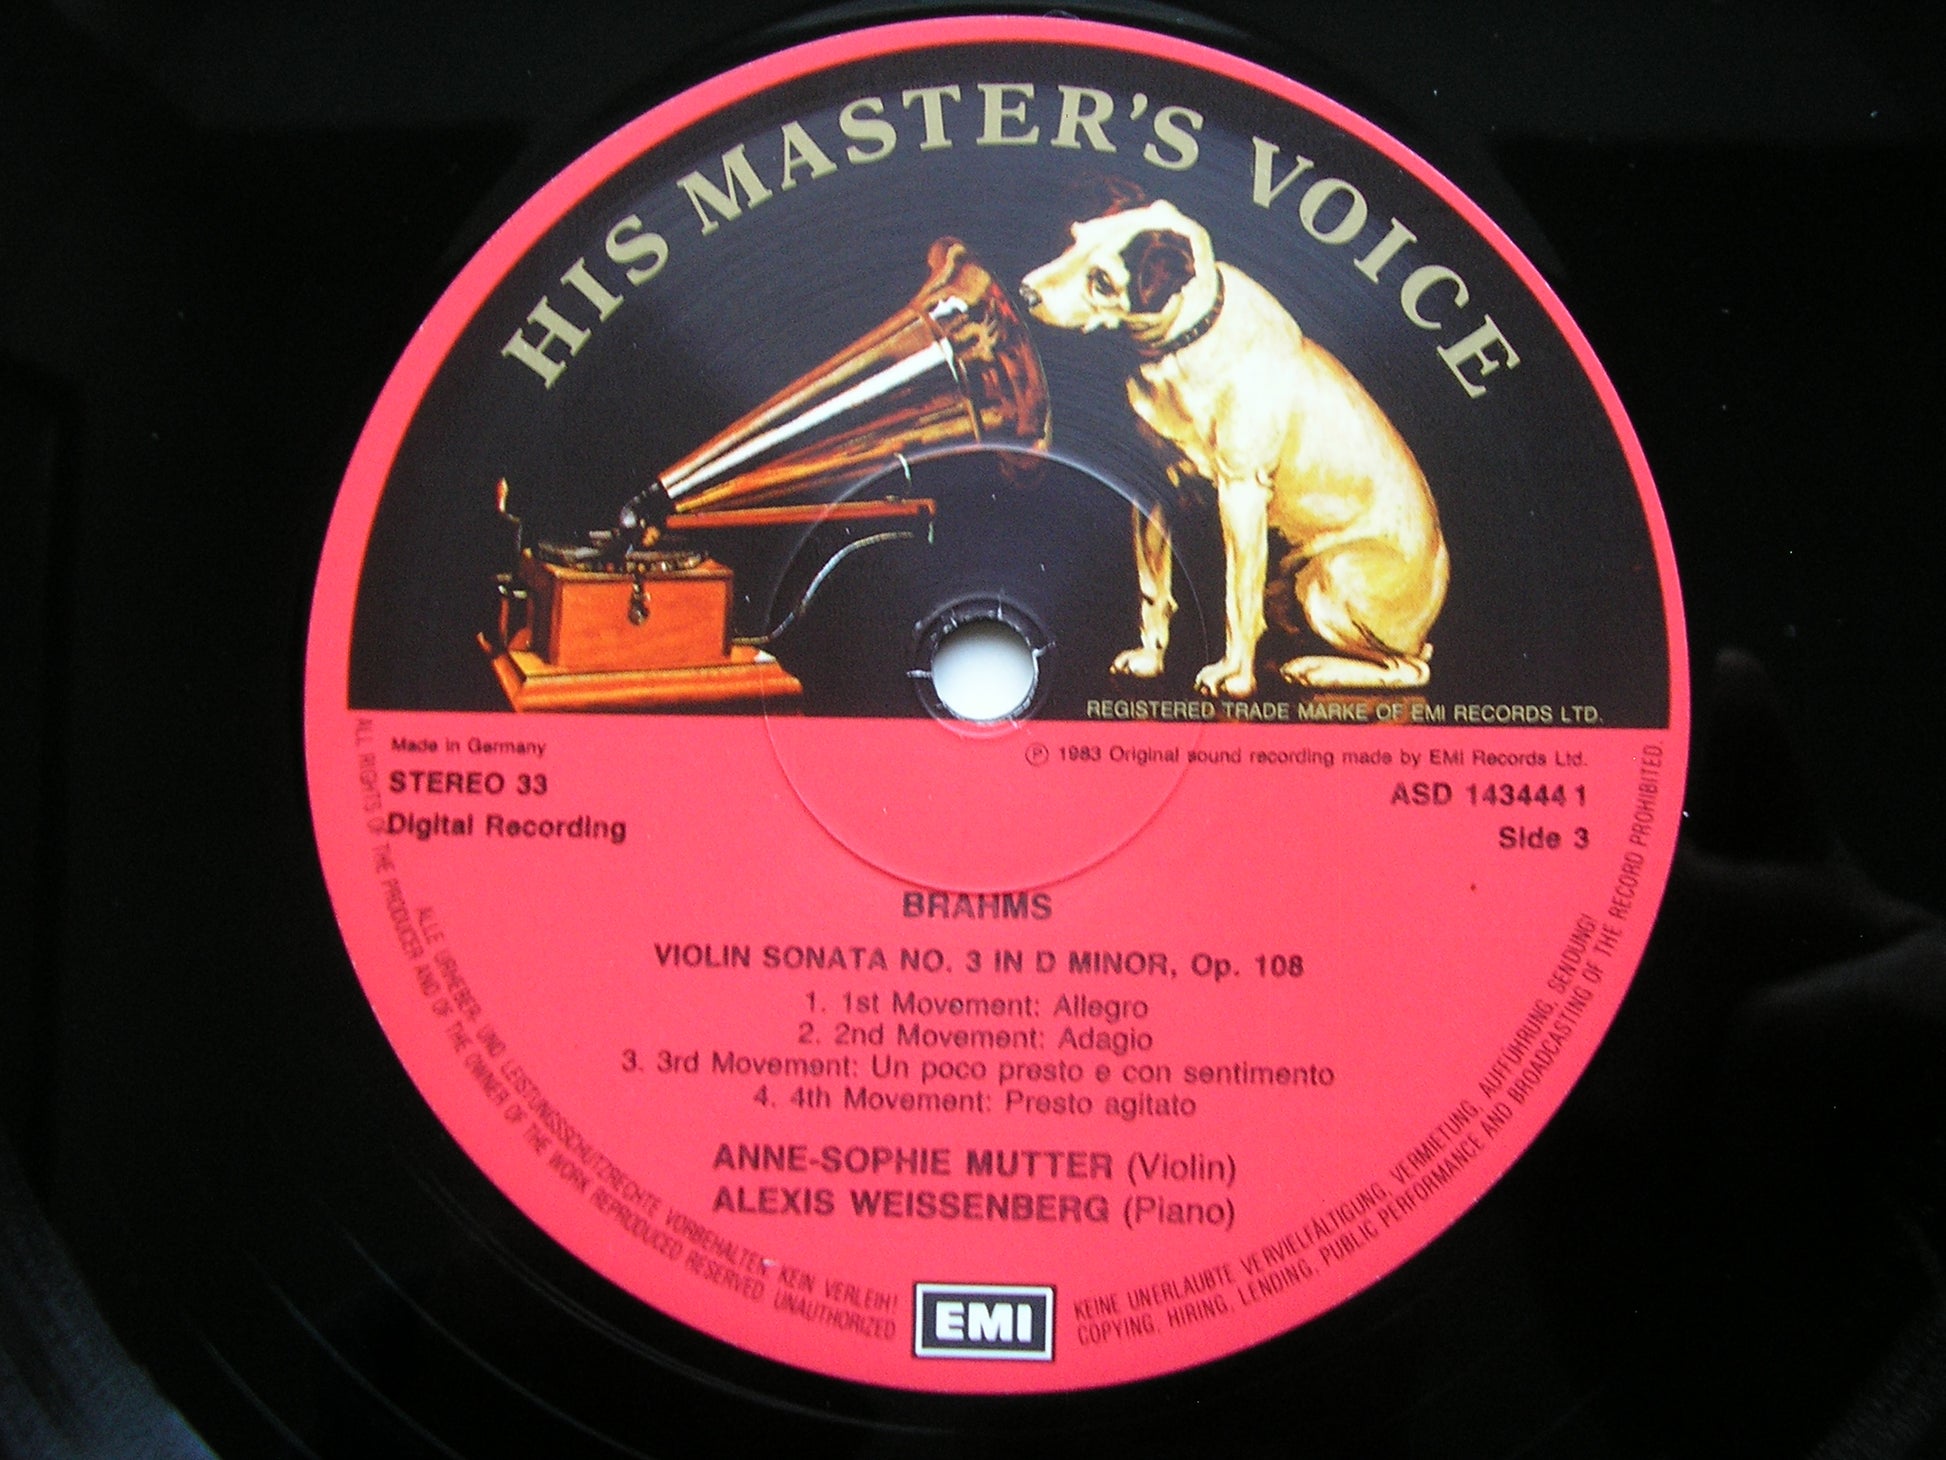 HIS MASTER'S VOICE
REGISTERED TRADE MARKE OF EMI RECORDS LTD.
Made in Germany
STEREO 33
Digital Recording
Ⓟ 1983 Original sound recording made by EMI Records Ltd.
ASD 143444 1
Side 3
BRAHMS
VIOLIN SONATA NO. 3 IN D MINOR, Op. 108
1. 1st Movement: Allegro
2. 2nd Movement: Adagio
3. 3rd Movement: Un poco presto e con sentimento
4. 4th Movement: Presto agitato
ANNE-SOPHIE MUTTER (Violin)
ALEXIS WEISSENBERG (Piano)
EMI
ALLE URHEBER. UND LEISTUNGSSCHUTZRECHTE VORBEHALTEN KEIN VERLEIH!
KEINE UNERLAUBTE VERVIELFÄLTIGUNG, VERMIETUNG, AUFFÜHRUNG, SENDUNG!
ALL RIGHTS OF THE PRODUCER AND OF THE OWNER OF THE WORK REPRODUCED RESERVED UNAUTHORIZED
COPYING, HIRING, LENDING, PUBLIC PERFORMANCE AND BROADCASTING OF THE RECORD PROHIBITED.